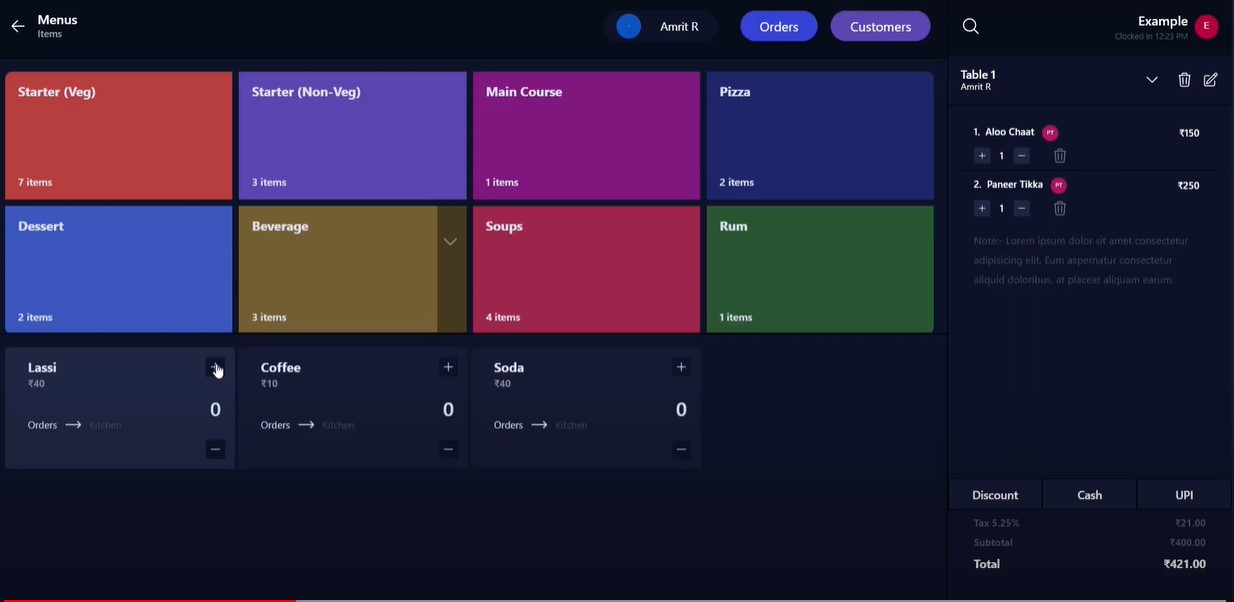 Menus
Items
Amrit R
Orders
Customers
Example
Clocked in 12:23 PM
E
Starter (Veg)
7 items
Starter (Non-Veg)
3 items
Main Course
1 items
Pizza
2 items
Dessert
2 items
Beverage
3 items
Soups
4 items
Rum
1 items
Lassi
₹40
0
Orders → Kitchen
Coffee
₹10
0
Orders → Kitchen
Soda
₹40
0
Orders → Kitchen
Table 1
Amrit R
1. Aloo Chaat PT ₹150
+ 1 −
2. Paneer Tikka PT ₹250
+ 1 −
Note:- Lorem ipsum dolor sit amet consectetur
adipisicing elit. Eum aspernatur consectetur
aliquid doloribus, at placeat aliquam earum.
Discount Cash UPI
Tax 5.25% ₹21.00
Subtotal ₹400.00
Total ₹421.00